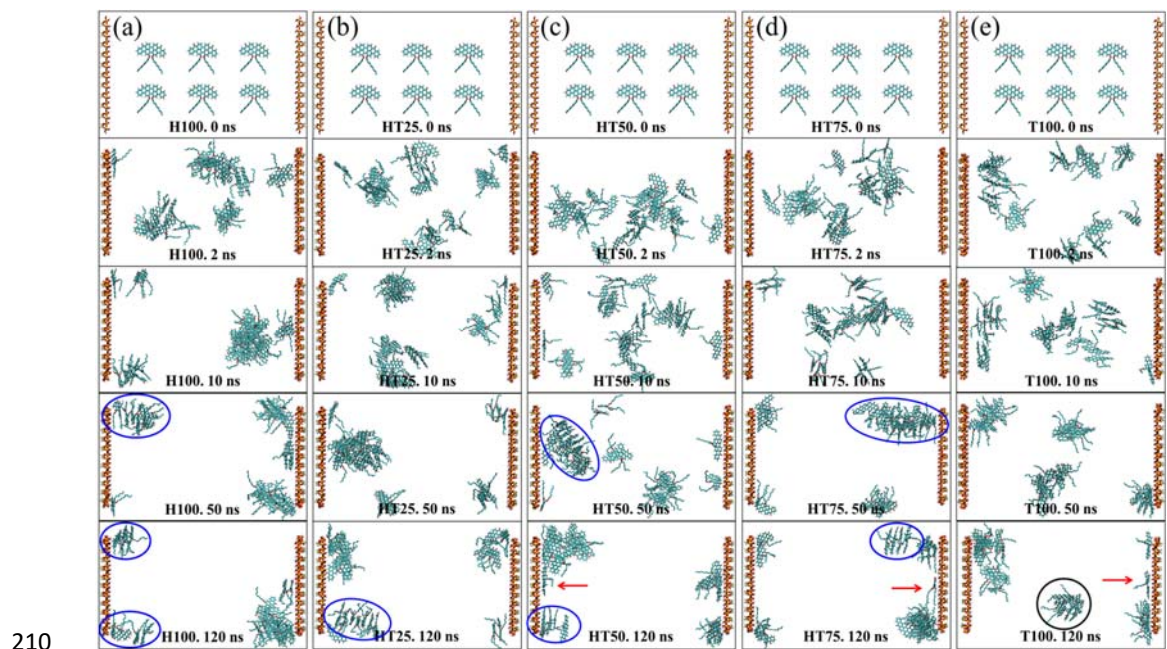 (a) (b) (c) (d) (e)
H100. 0 ns HT25. 0 ns HT50. 0 ns HT75. 0 ns T100. 0 ns
H100. 2 ns HT25. 2 ns HT50. 2 ns HT75. 2 ns T100. 2 ns
H100. 10 ns HT25. 10 ns HT50. 10 ns HT75. 10 ns T100. 10 ns
H100. 50 ns HT25. 50 ns HT50. 50 ns HT75. 50 ns T100. 50 ns
H100. 120 ns HT25. 120 ns HT50. 120 ns HT75. 120 ns T100. 120 ns
210